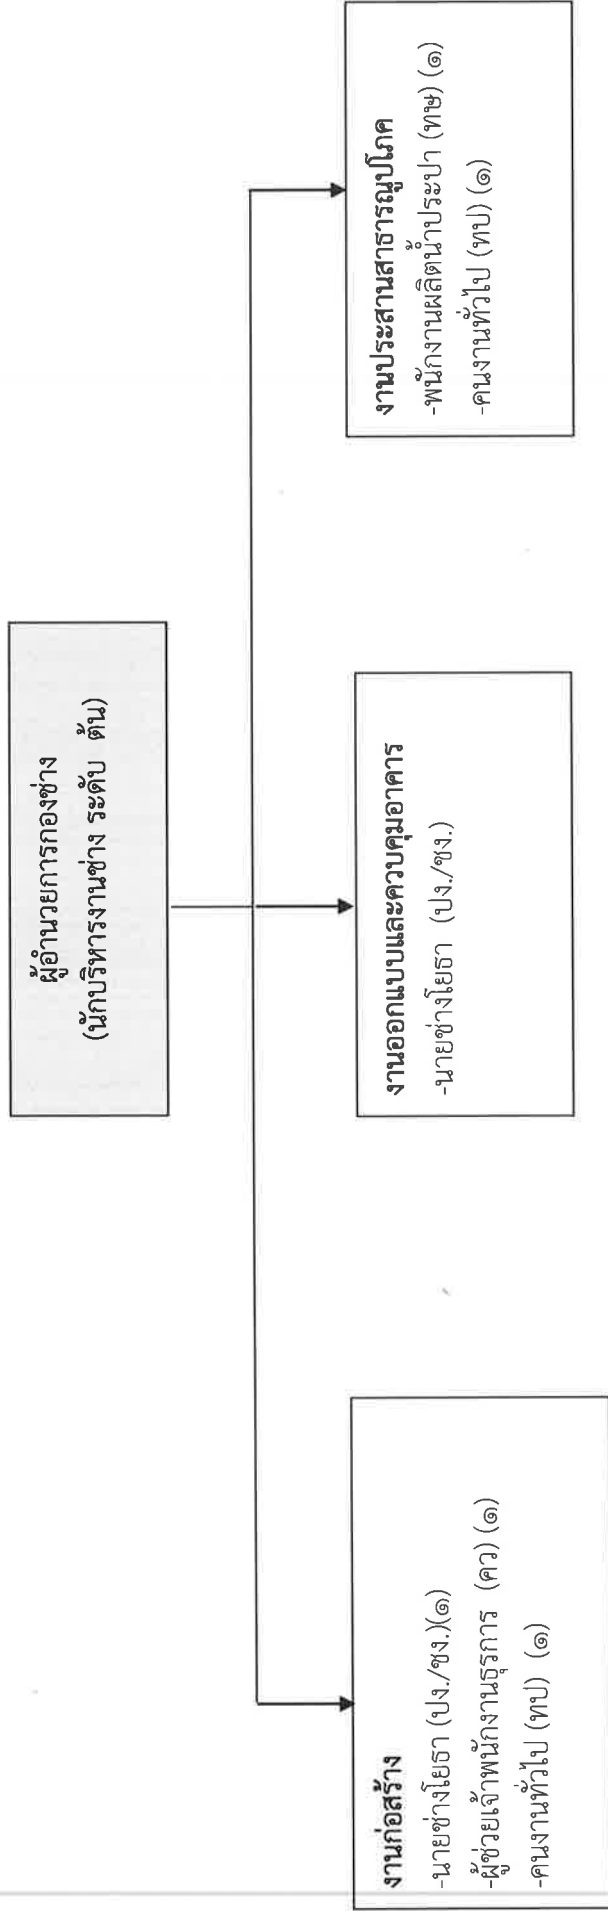 ผู้อำนวยการกองช่าง
(นักบริหารงานช่าง ระดับ ต้น)
งานก่อสร้าง
-นายช่างโยธา (ปง./ชง.)(๑)
-ผู้ช่วยเจ้าพนักงานธุรการ (คว) (๑)
-คนงานทั่วไป (ทป) (๑)
งานออกแบบและควบคุมอาคาร
-นายช่างโยธา (ปง./ชง.)
งานประสานสาธารณูปโภค
-พนักงานผลิตน้ำประปา (ทษ) (๑)
-คนงานทั่วไป (ทป) (๑)